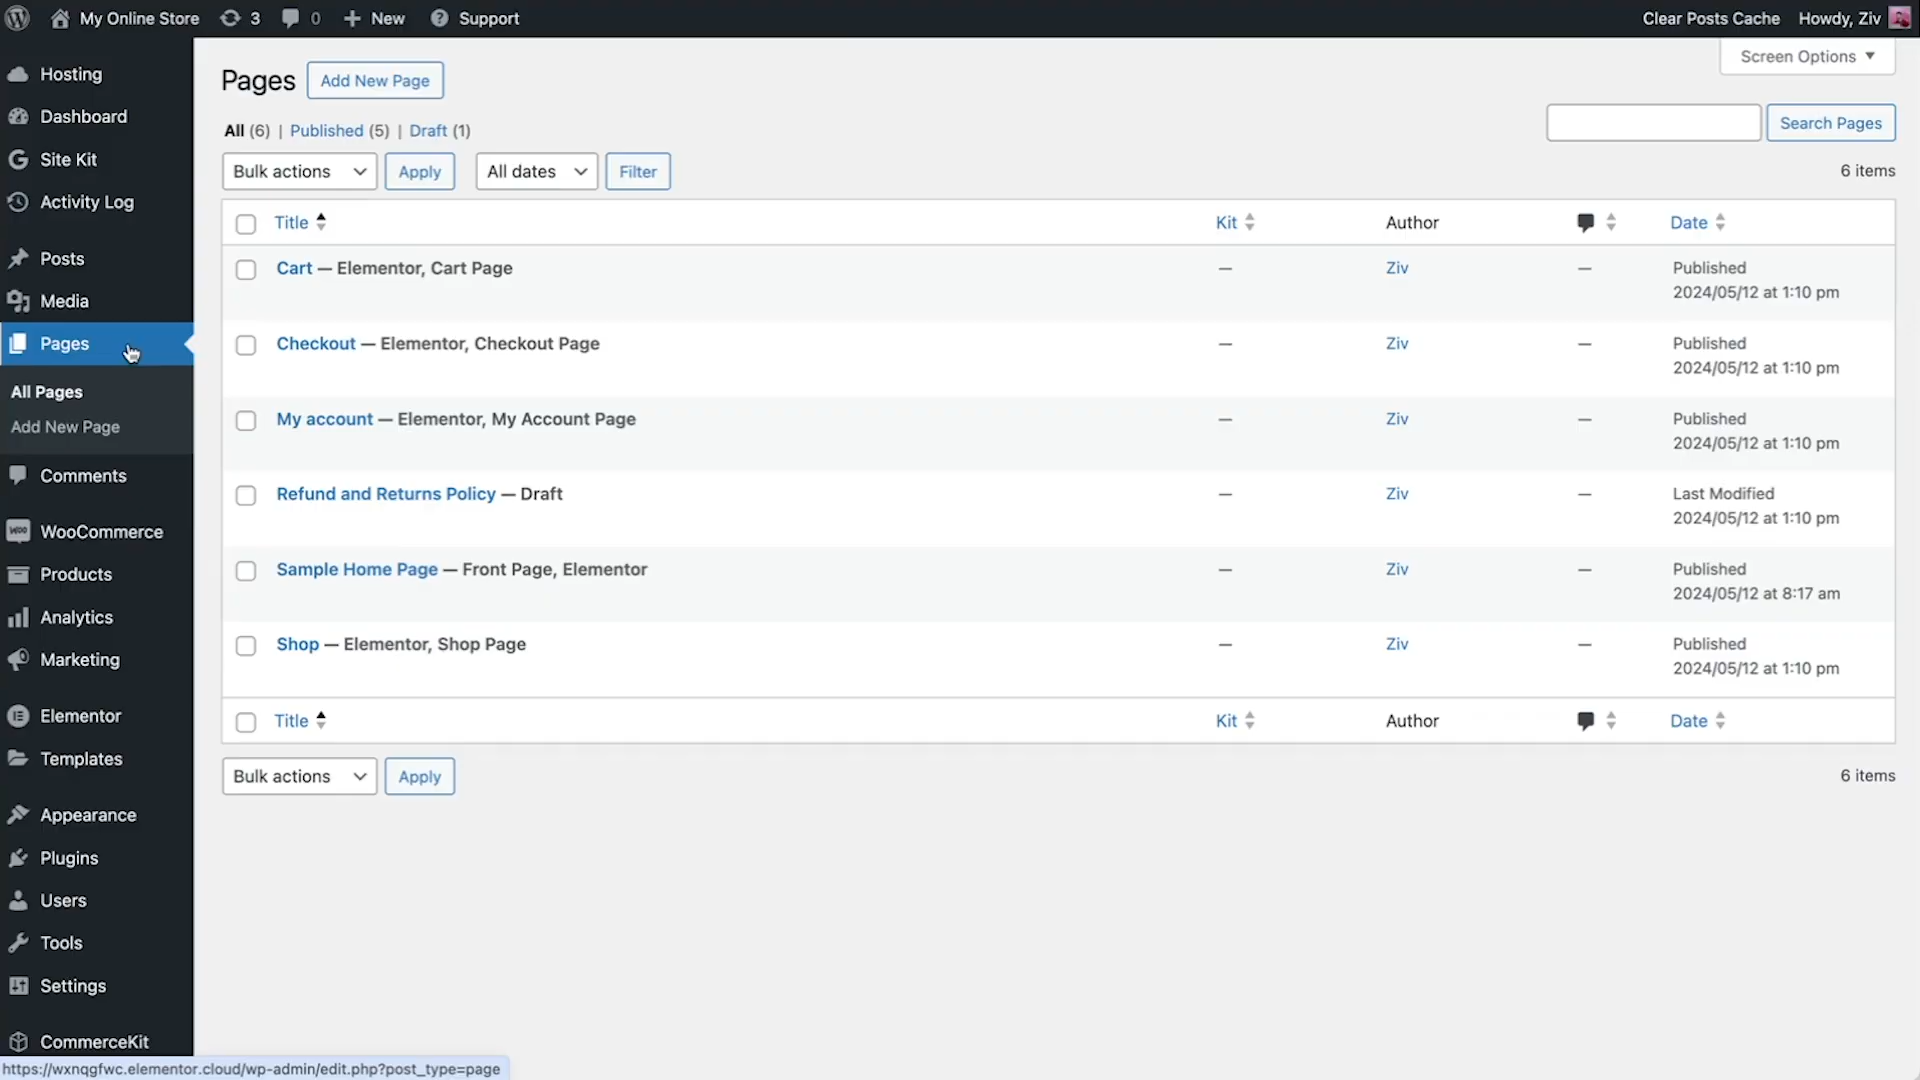 My Online Store 3 0 + New Support Clear Posts Cache Howdy, Ziv
Hosting
Dashboard
Site Kit
Activity Log
Posts
Media
Pages
All Pages
Add New Page
Comments
WooCommerce
Products
Analytics
Marketing
Elementor
Templates
Appearance
Plugins
Users
Tools
Settings
CommerceKit
Screen Options
Pages Add New Page
All (6) | Published (5) | Draft (1)
Search Pages
Bulk actions Apply All dates Filter 6 items
Title Kit Author Date
Cart — Elementor, Cart Page — Ziv — Published
2024/05/12 at 1:10 pm
Checkout — Elementor, Checkout Page — Ziv — Published
2024/05/12 at 1:10 pm
My account — Elementor, My Account Page — Ziv — Published
2024/05/12 at 1:10 pm
Refund and Returns Policy — Draft — Ziv — Last Modified
2024/05/12 at 1:10 pm
Sample Home Page — Front Page, Elementor — Ziv — Published
2024/05/12 at 8:17 am
Shop — Elementor, Shop Page — Ziv — Published
2024/05/12 at 1:10 pm
Title Kit Author Date
Bulk actions Apply 6 items
https://wxnqgfwc.elementor.cloud/wp-admin/edit.php?post_type=page